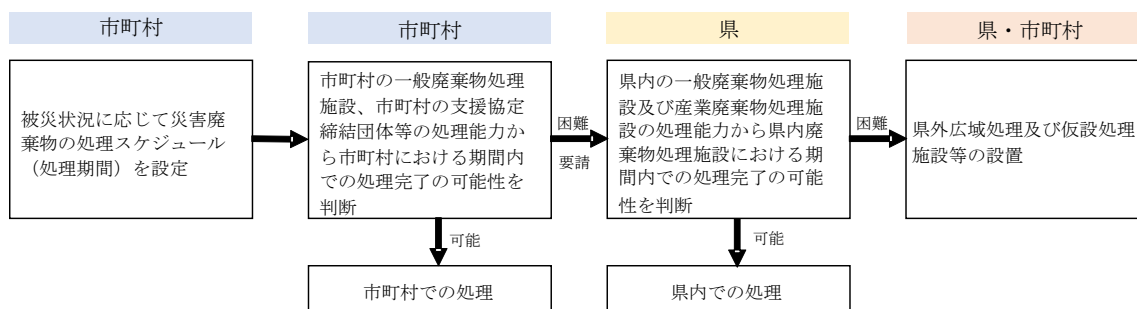 市町村
市町村
県
県・市町村
被災状況に応じて災害廃
棄物の処理スケジュール
（処理期間）を設定
市町村の一般廃棄物処理
施設、市町村の支援協定
締結団体等の処理能力か
ら市町村における期間内
での処理完了の可能性を
判断
困難
要請
県内の一般廃棄物処理施
設及び産業廃棄物処理施
設の処理能力から県内廃
棄物処理施設における期
間内での処理完了の可能
性を判断
困難
県外広域処理及び仮設処理
施設等の設置
可能
可能
市町村での処理
県内での処理